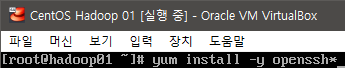 CentOS Hadoop 01 [실행 중] - Oracle VM VirtualBox
파일 머신 보기 입력 장치 도움말
[root@hadoop01 ~]# yum install -y openssh*